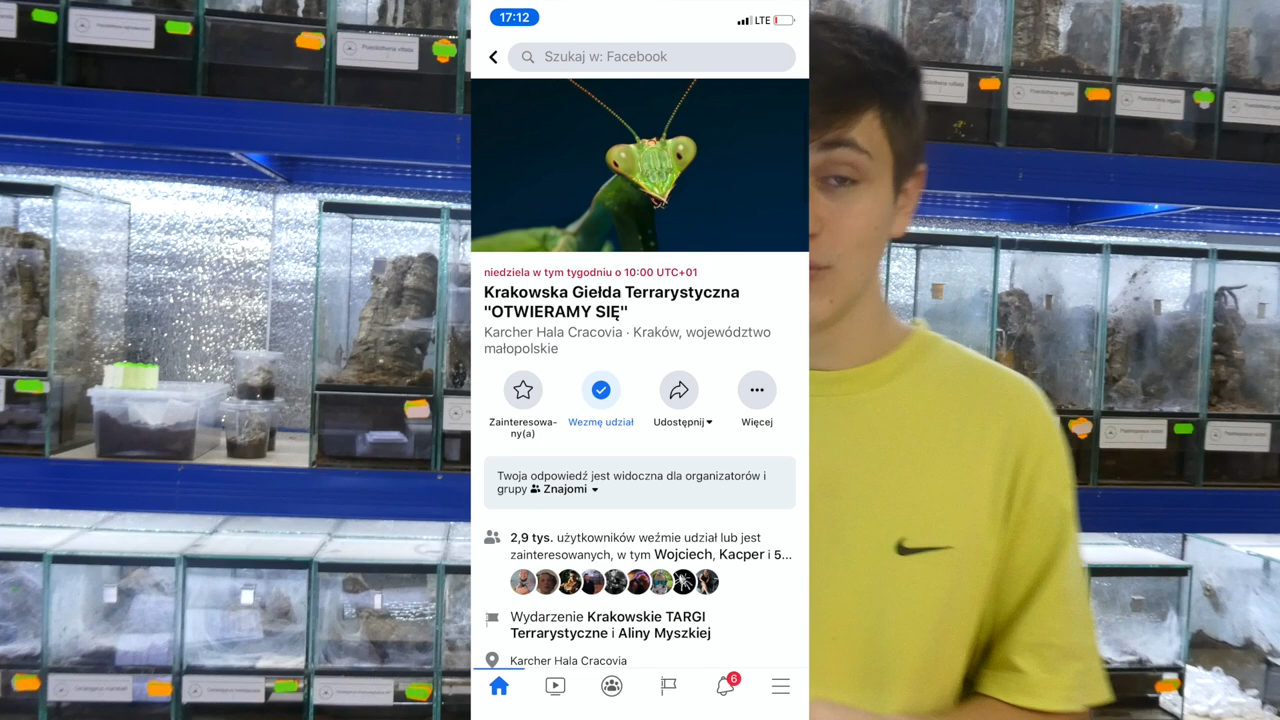 17:12
LTE
Szukaj w: Facebook
niedziela w tym tygodniu o 10:00 UTC+01
Krakowska Giełda Terrarystyczna
"OTWIERAMY SIĘ"
Karcher Hala Cracovia · Kraków, województwo
małopolskie
Zainteresowa-
ny(a)
Wezmę udział
Udostępnij
Więcej
Twoja odpowiedź jest widoczna dla organizatorów i
grupy Znajomi
2,9 tys. użytkowników weźmie udział lub jest
zainteresowanych, w tym Wojciech, Kacper i 5...
Wydarzenie Krakowskie TARGI
Terrarystyczne i Aliny Myszkiej
Karcher Hala Cracovia
6